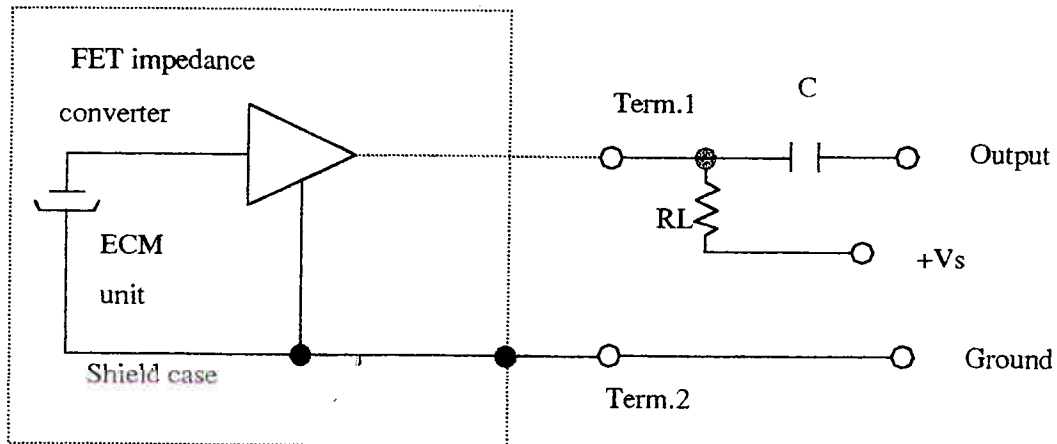 FET impedance
converter
ECM
unit
Shield case
Term.1
C
Output
RL
+Vs
Ground
Term.2